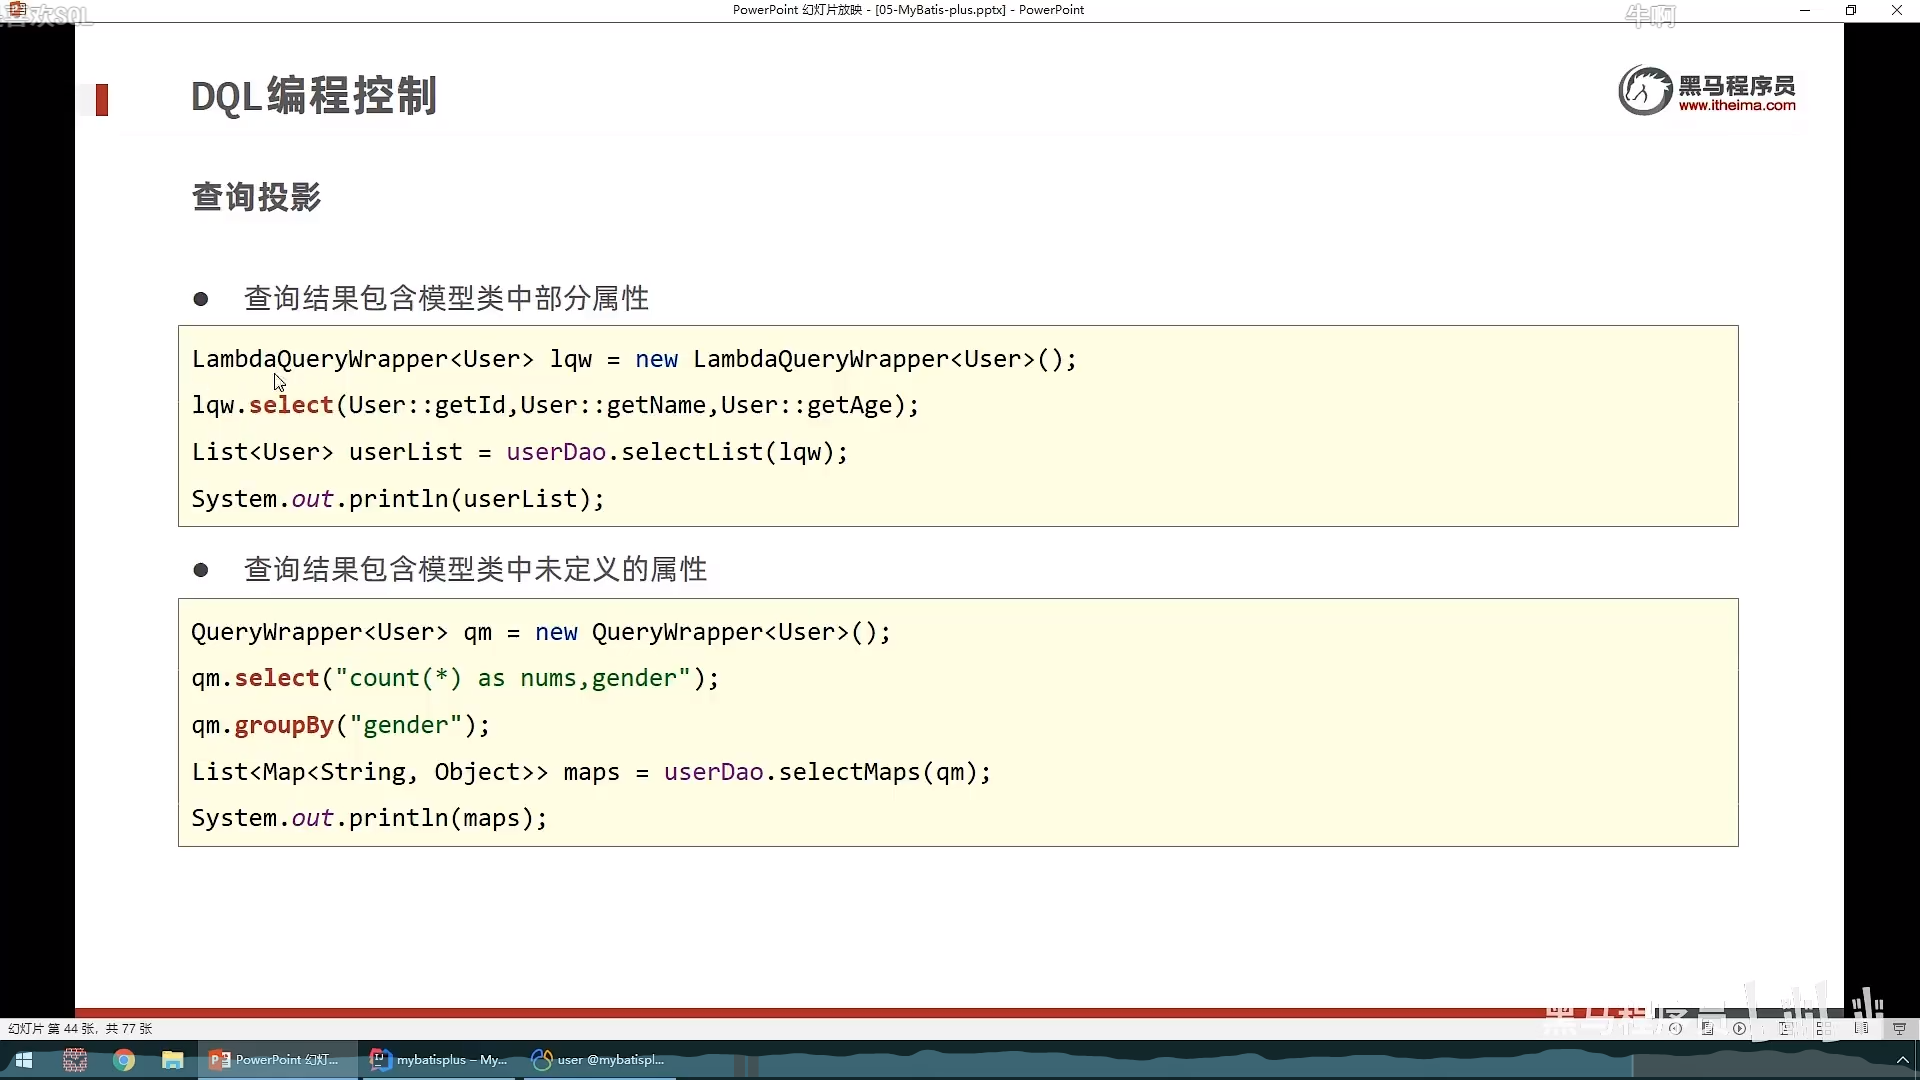 喜欢SQL
PowerPoint 幻灯片放映 - [05-MyBatis-plus.pptx] - PowerPoint
牛啊
DQL编程控制
黑马程序员
www.itheima.com
查询投影
● 查询结果包含模型类中部分属性
LambdaQueryWrapper<User> lqw = new LambdaQueryWrapper<User>();
lqw.select(User::getId,User::getName,User::getAge);
List<User> userList = userDao.selectList(lqw);
System.out.println(userList);
● 查询结果包含模型类中未定义的属性
QueryWrapper<User> qm = new QueryWrapper<User>();
qm.select("count(*) as nums,gender");
qm.groupBy("gender");
List<Map<String, Object>> maps = userDao.selectMaps(qm);
System.out.println(maps);
黑马程序员
幻灯片 第 44 张，共 77 张
PowerPoint 幻灯...
mybatisplus – My...
user @mybatispl...